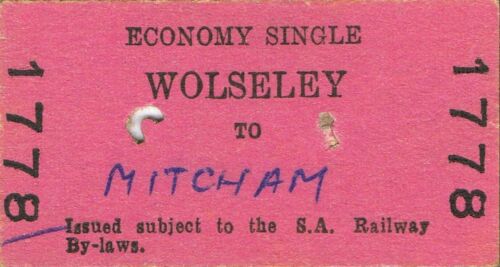 ECONOMY SINGLE
WOLSELEY
TO
MITCHAM
Issued subject to the S.A. Railway
By-laws.
1778
1778